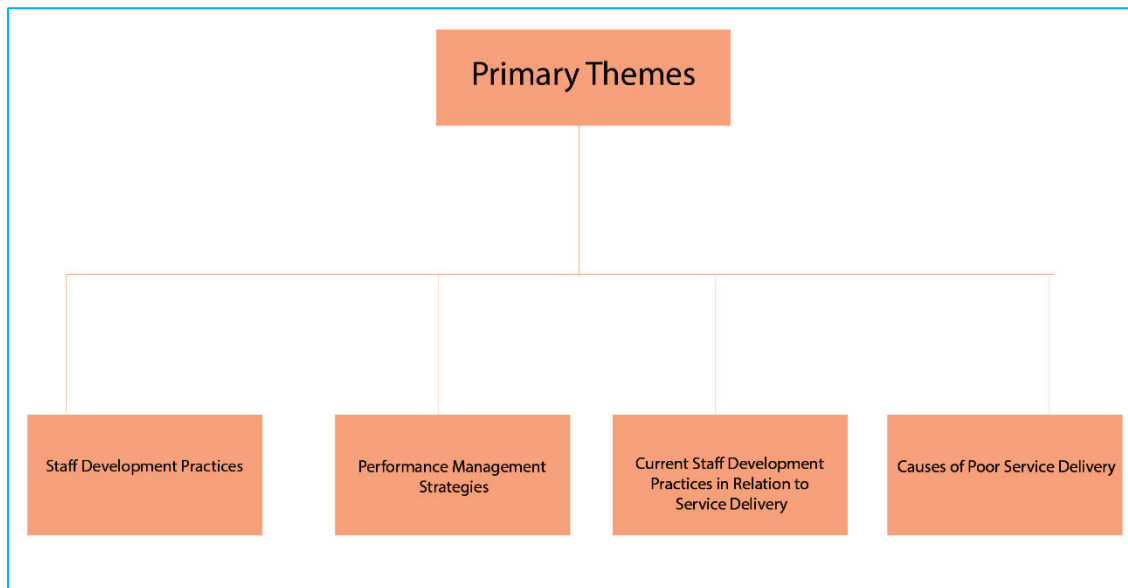 Primary Themes
Staff Development Practices
Performance Management
Strategies
Current Staff Development
Practices in Relation to
Service Delivery
Causes of Poor Service Delivery